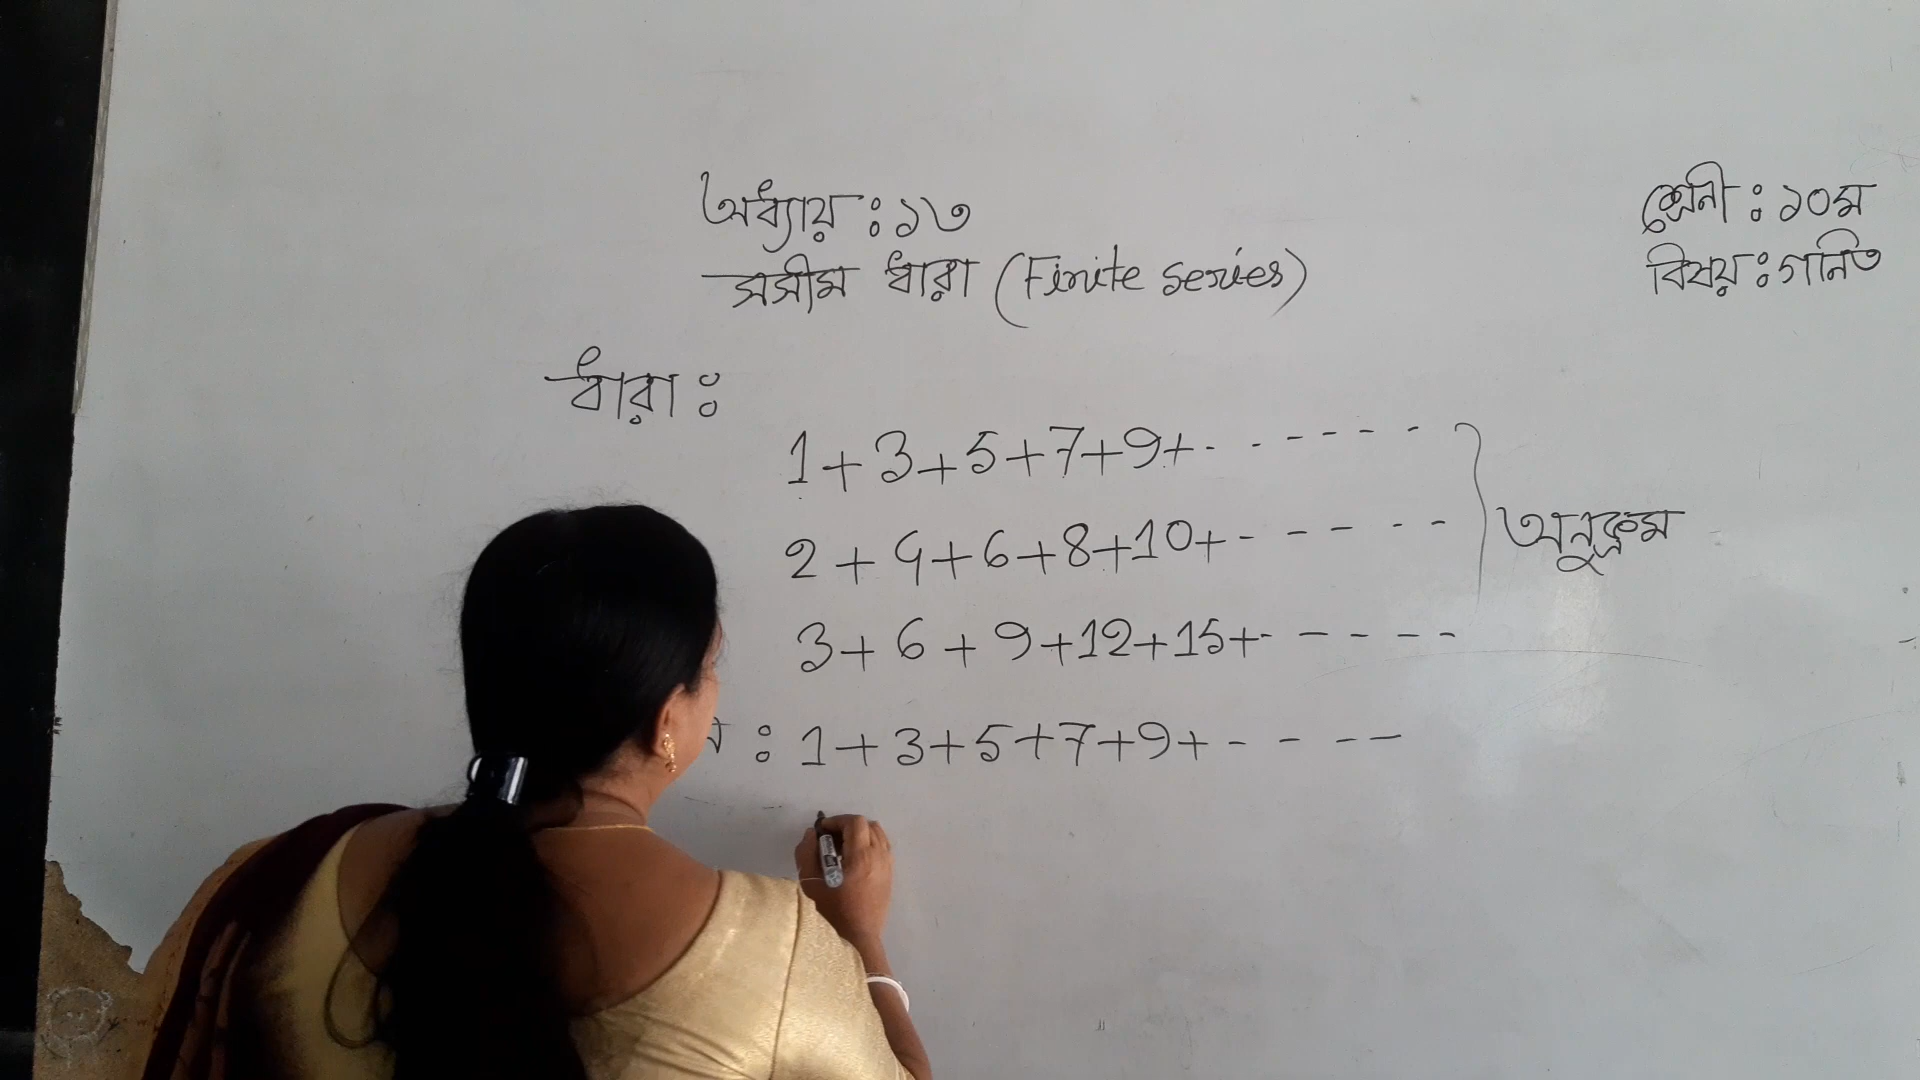 অধ্যায় : ১৩
সসীম ধারা (Finite series)
শ্রেনী : ১০ম
বিষয় : গনিত
ধারা :
1+3+5+7+9+- - - - - -
2+4+6+8+10+- - - - - -
3+6+9+12+15+- - - - -
অনুক্রম
: 1+3+5+7+9+- - - -